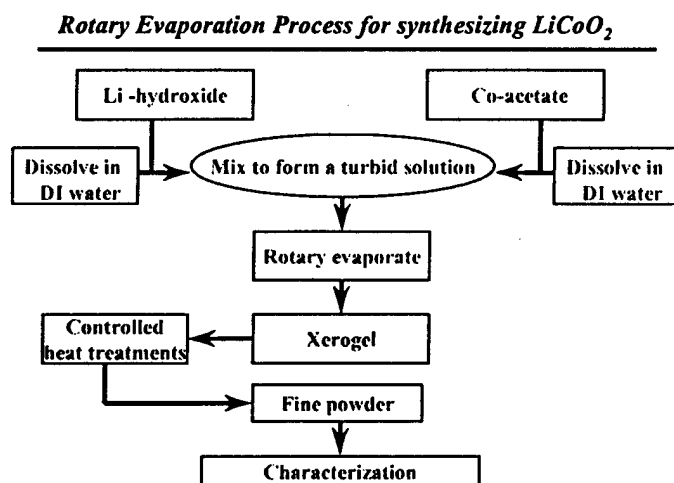 Rotary Evaporation Process for synthesizing LiCoO2
Li -hydroxide
Co-acetate
Dissolve in
DI water
Mix to form a turbid solution
Dissolve in
DI water
Rotary evaporate
Controlled
heat treatments
Xerogel
Fine powder
Characterization